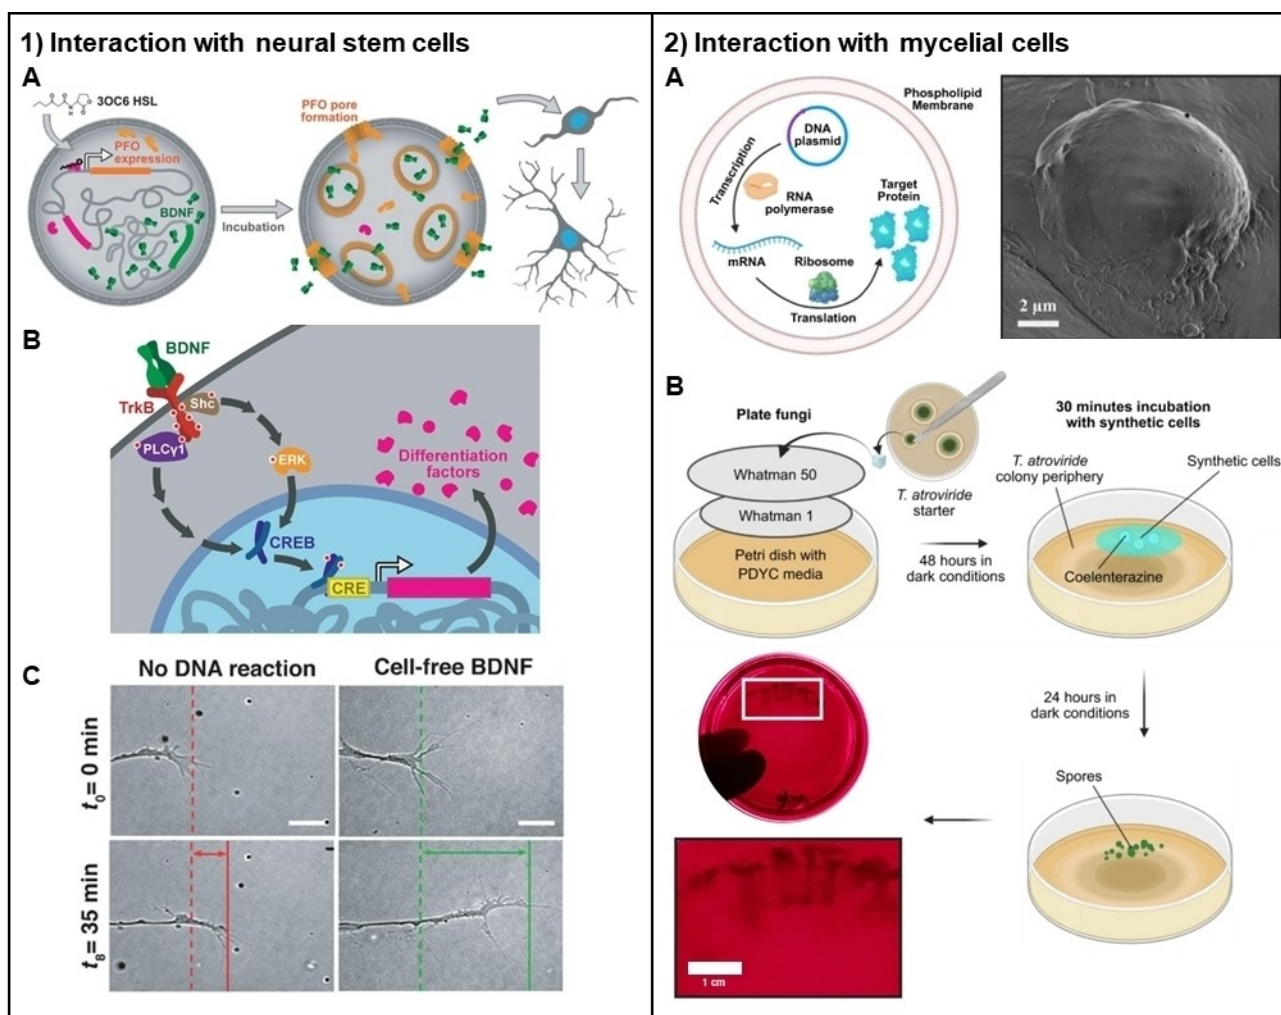 1) Interaction with neural stem cells
A
3OC6 HSL
PFO
expression
BDNF
Incubation
PFO pore
formation
B
BDNF
TrkB
Shc
PLCγ1
ERK
CREB
CRE
Differentiation
factors
C
No DNA reaction
Cell-free BDNF
t0= 0 min
t8= 35 min
2) Interaction with mycelial cells
A
Phospholipid
Membrane
DNA
plasmid
Transcription
RNA
polymerase
Target
Protein
mRNA
Ribosome
Translation
2 μm
B
Plate fungi
Whatman 50
Whatman 1
Petri dish with
PDYC media
T. atroviride
starter
48 hours in
dark conditions
30 minutes incubation
with synthetic cells
T. atroviride
colony periphery
Synthetic cells
Coelenterazine
24 hours in
dark conditions
Spores
1 cm